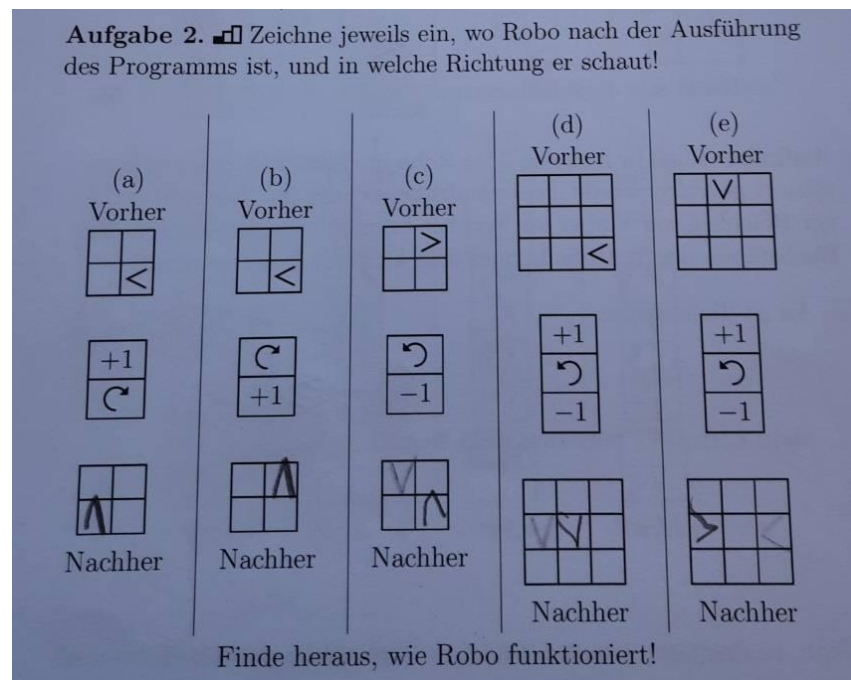 Aufgabe 2. Zeichne jeweils ein, wo Robo nach der Ausführung
des Programms ist, und in welche Richtung er schaut!
(a)
Vorher
<
+1
↷
∧
Nachher
(b)
Vorher
<
↷
+1
∧
Nachher
(c)
Vorher
>
↶
−1
V
∧
Nachher
(d)
Vorher
<
+1
↶
−1
V V
Nachher
(e)
Vorher
V
+1
↶
−1
> <
Nachher
Finde heraus, wie Robo funktioniert!